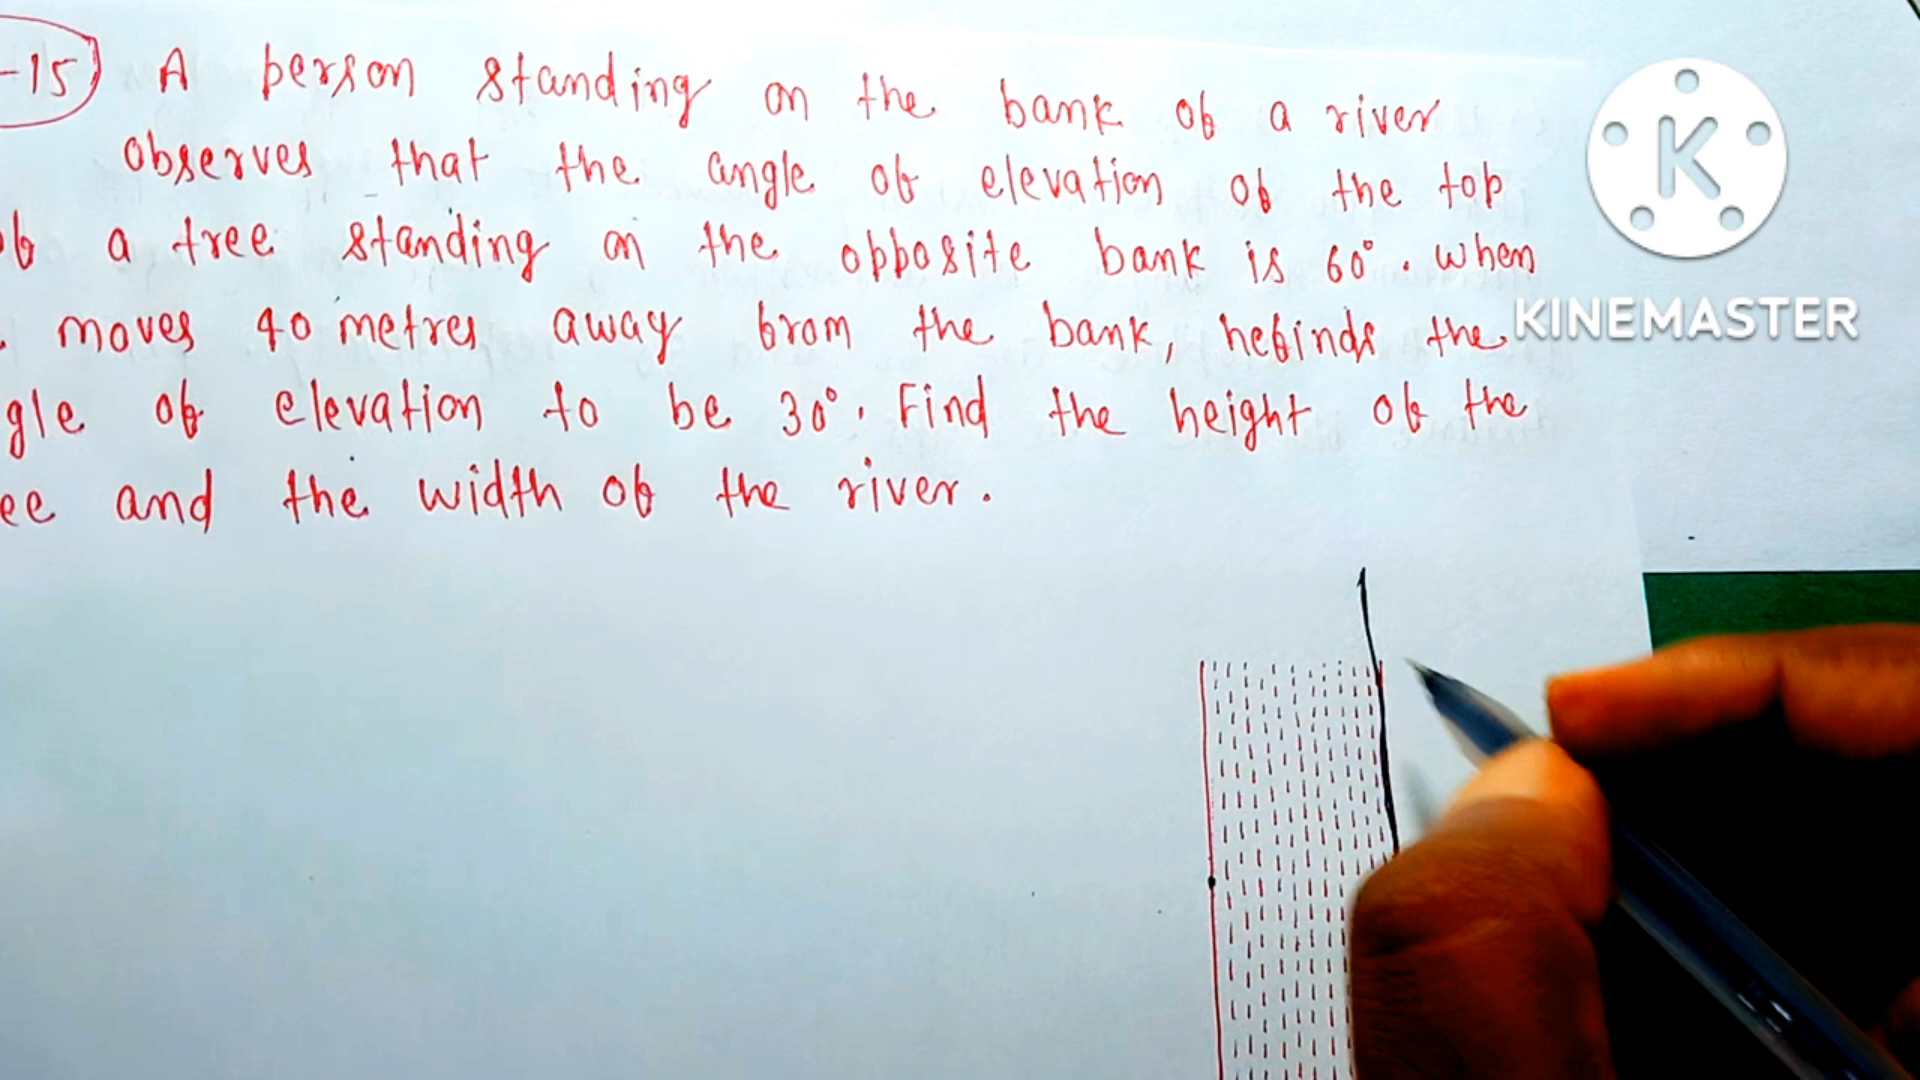 -15) A person standing on the bank of a river
observes that the angle of elevation of the top
of a tree standing on the opposite bank is 60°. When
moves 40 metres away from the bank, he finds the
gle of elevation to be 30°. Find the height of the
ee and the width of the river.
K
KINEMASTER